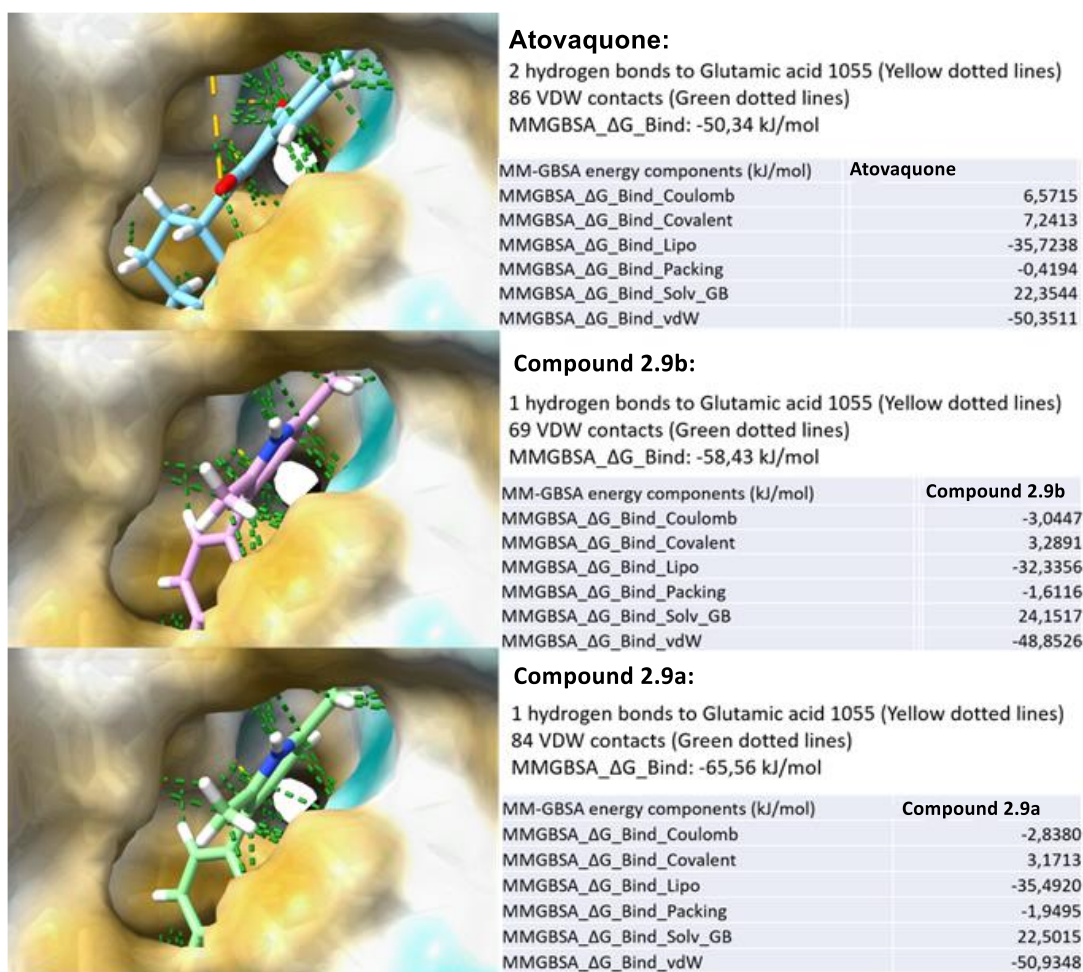 Atovaquone:
2 hydrogen bonds to Glutamic acid 1055 (Yellow dotted lines)
86 VDW contacts (Green dotted lines)
MMGBSA_ΔG_Bind: -50,34 kJ/mol
MM-GBSA energy components (kJ/mol) Atovaquone
MMGBSA_ΔG_Bind_Coulomb 6,5715
MMGBSA_ΔG_Bind_Covalent 7,2413
MMGBSA_ΔG_Bind_Lipo -35,7238
MMGBSA_ΔG_Bind_Packing -0,4194
MMGBSA_ΔG_Bind_Solv_GB 22,3544
MMGBSA_ΔG_Bind_vdW -50,3511
Compound 2.9b:
1 hydrogen bonds to Glutamic acid 1055 (Yellow dotted lines)
69 VDW contacts (Green dotted lines)
MMGBSA_ΔG_Bind: -58,43 kJ/mol
MM-GBSA energy components (kJ/mol) Compound 2.9b
MMGBSA_ΔG_Bind_Coulomb -3,0447
MMGBSA_ΔG_Bind_Covalent 3,2891
MMGBSA_ΔG_Bind_Lipo -32,3356
MMGBSA_ΔG_Bind_Packing -1,6116
MMGBSA_ΔG_Bind_Solv_GB 24,1517
MMGBSA_ΔG_Bind_vdW -48,8526
Compound 2.9a:
1 hydrogen bonds to Glutamic acid 1055 (Yellow dotted lines)
84 VDW contacts (Green dotted lines)
MMGBSA_ΔG_Bind: -65,56 kJ/mol
MM-GBSA energy components (kJ/mol) Compound 2.9a
MMGBSA_ΔG_Bind_Coulomb -2,8380
MMGBSA_ΔG_Bind_Covalent 3,1713
MMGBSA_ΔG_Bind_Lipo -35,4920
MMGBSA_ΔG_Bind_Packing -1,9495
MMGBSA_ΔG_Bind_Solv_GB 22,5015
MMGBSA_ΔG_Bind_vdW -50,9348